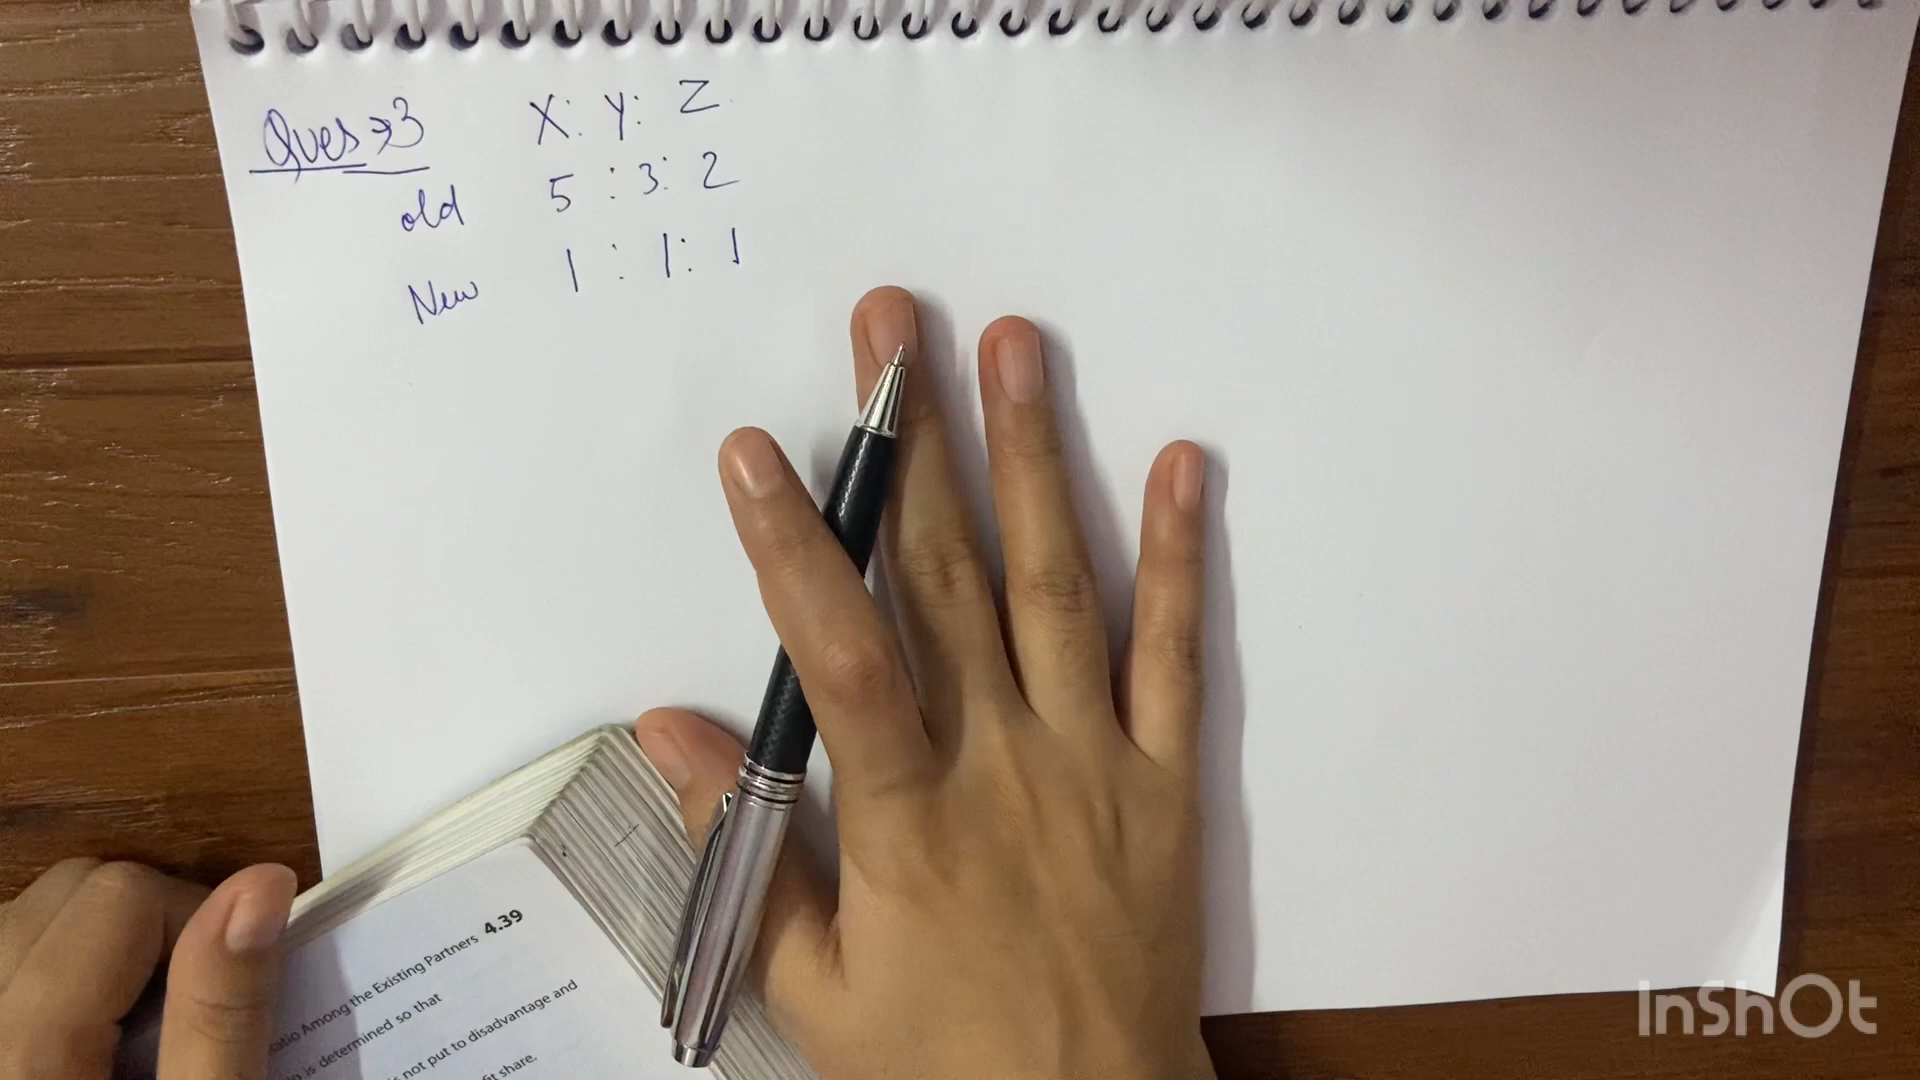 Ques → 3
X: Y: Z
old 5 : 3: 2
New 1 : 1: 1
Ratio Among the Existing Partners 4.39
is determined so that
not put to disadvantage and
share.
InShOt